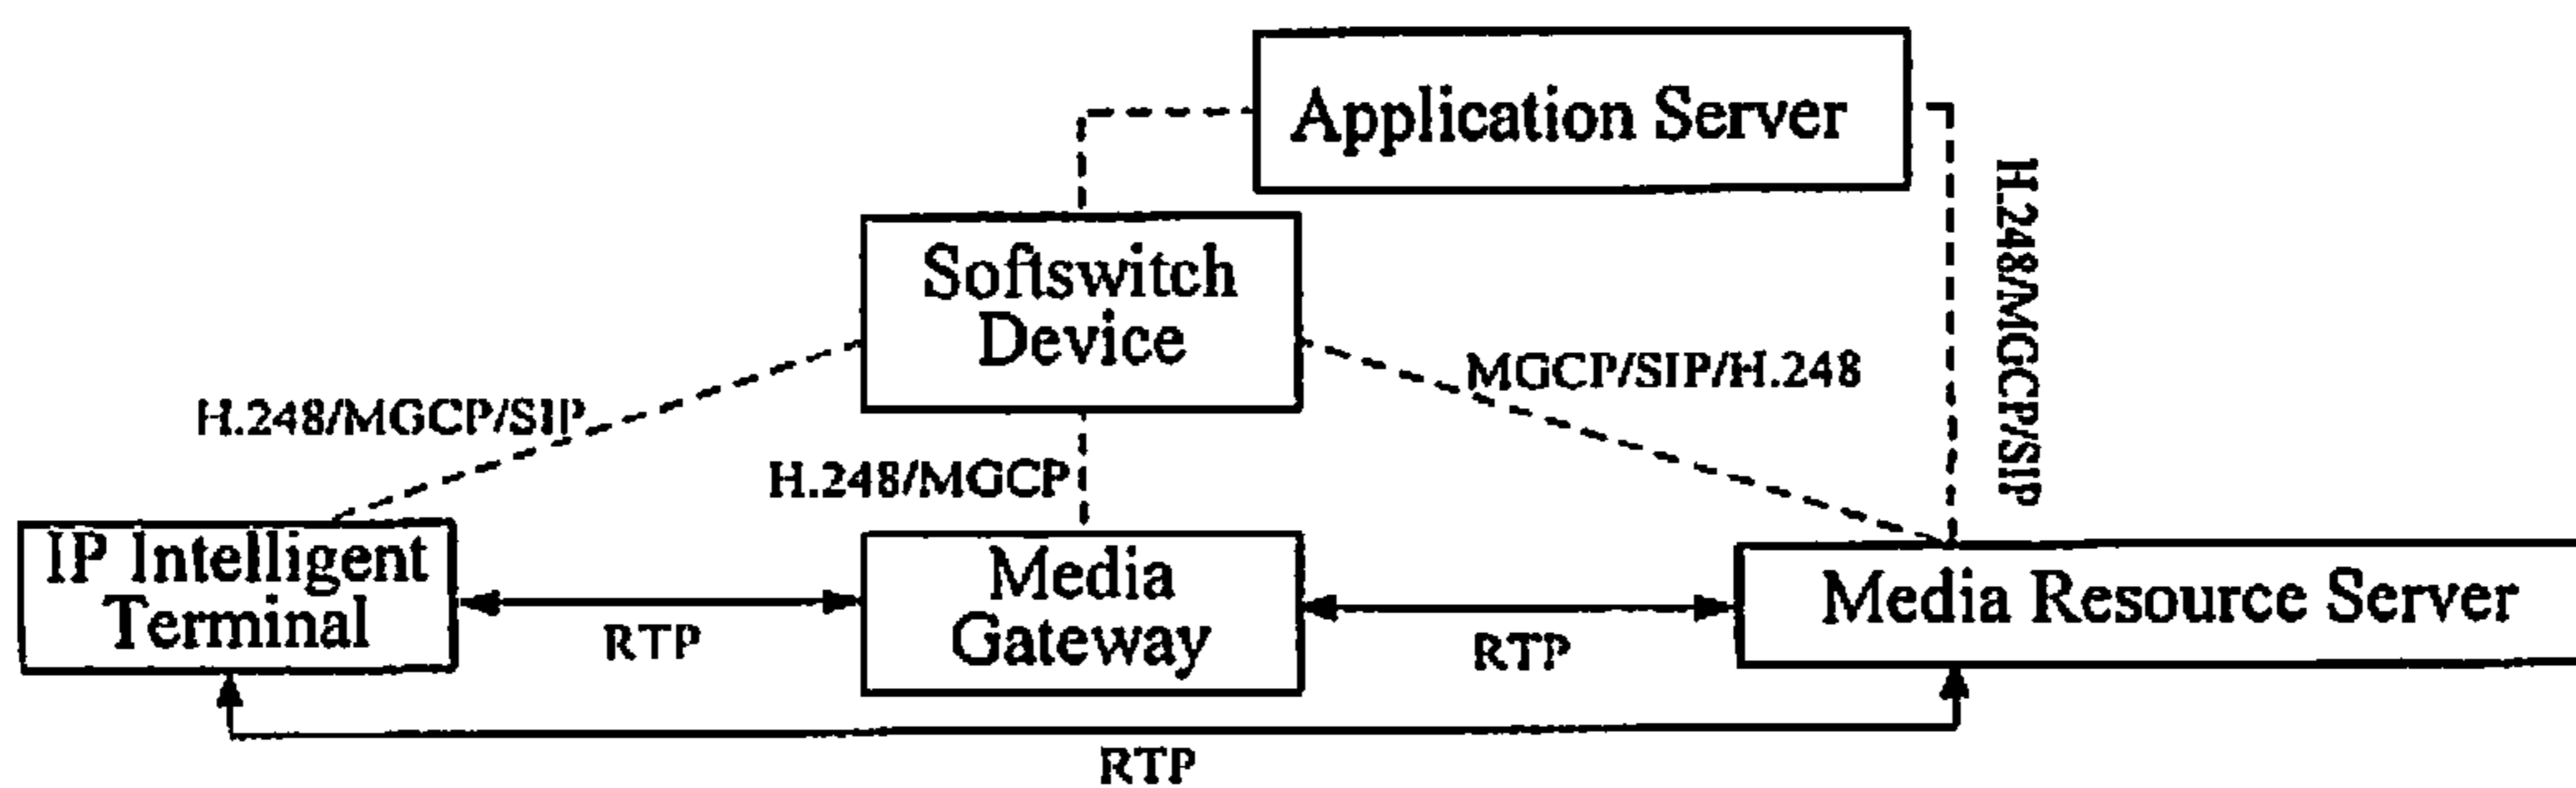 Application Server
H.248/MGCP/SIP
Softswitch
Device
MGCP/SIP/H.248
H.248/MGCP/SIP
H.248/MGCP
IP Intelligent
Terminal
RTP
Media
Gateway
RTP
Media Resource Server
RTP